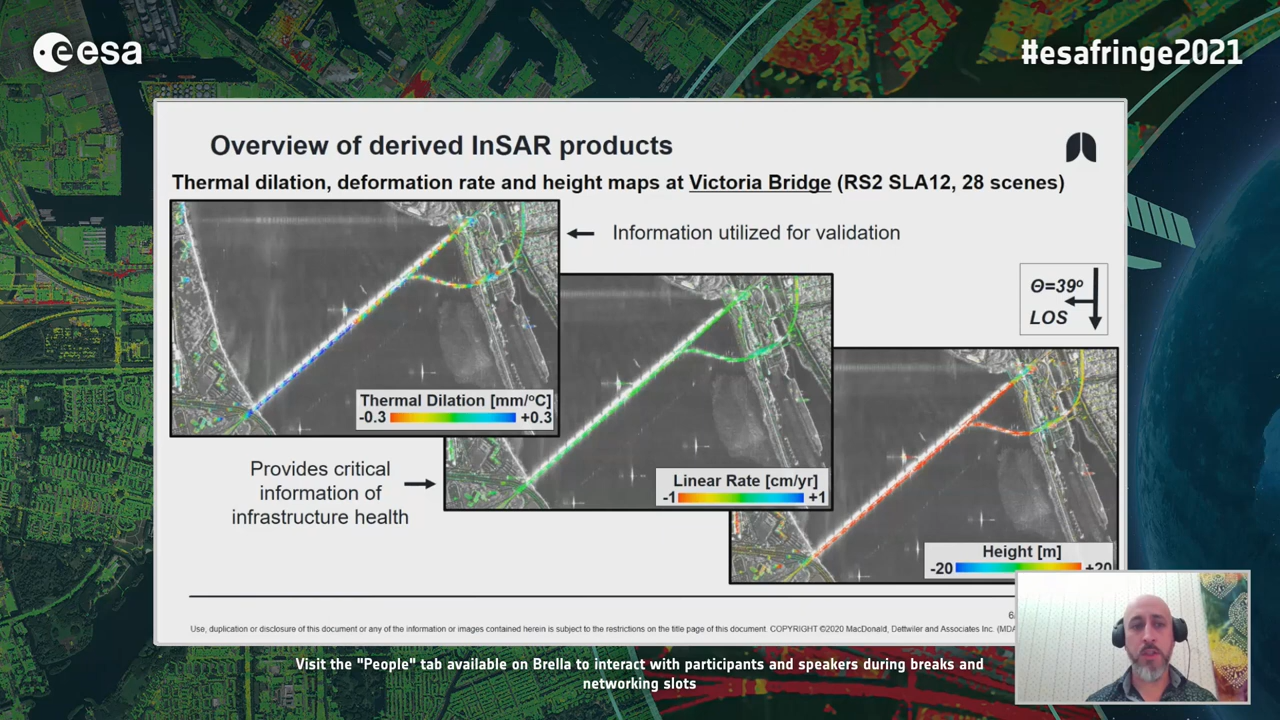 esa
#esafringe2021
Overview of derived InSAR products
Thermal dilation, deformation rate and height maps at Victoria Bridge (RS2 SLA12, 28 scenes)
Information utilized for validation
Θ=39º
LOS
Thermal Dilation [mm/ºC]
-0.3 +0.3
Provides critical
information of
infrastructure health
Linear Rate [cm/yr]
-1 +1
Height [m]
-20 +20
Use, duplication or disclosure of this document or any of the information or images contained herein is subject to the restrictions on the title page of this document. COPYRIGHT ©2020 MacDonald, Dettwiler and Associates Inc. (MDA
Visit the "People" tab available on Brella to interact with participants and speakers during breaks and
networking slots